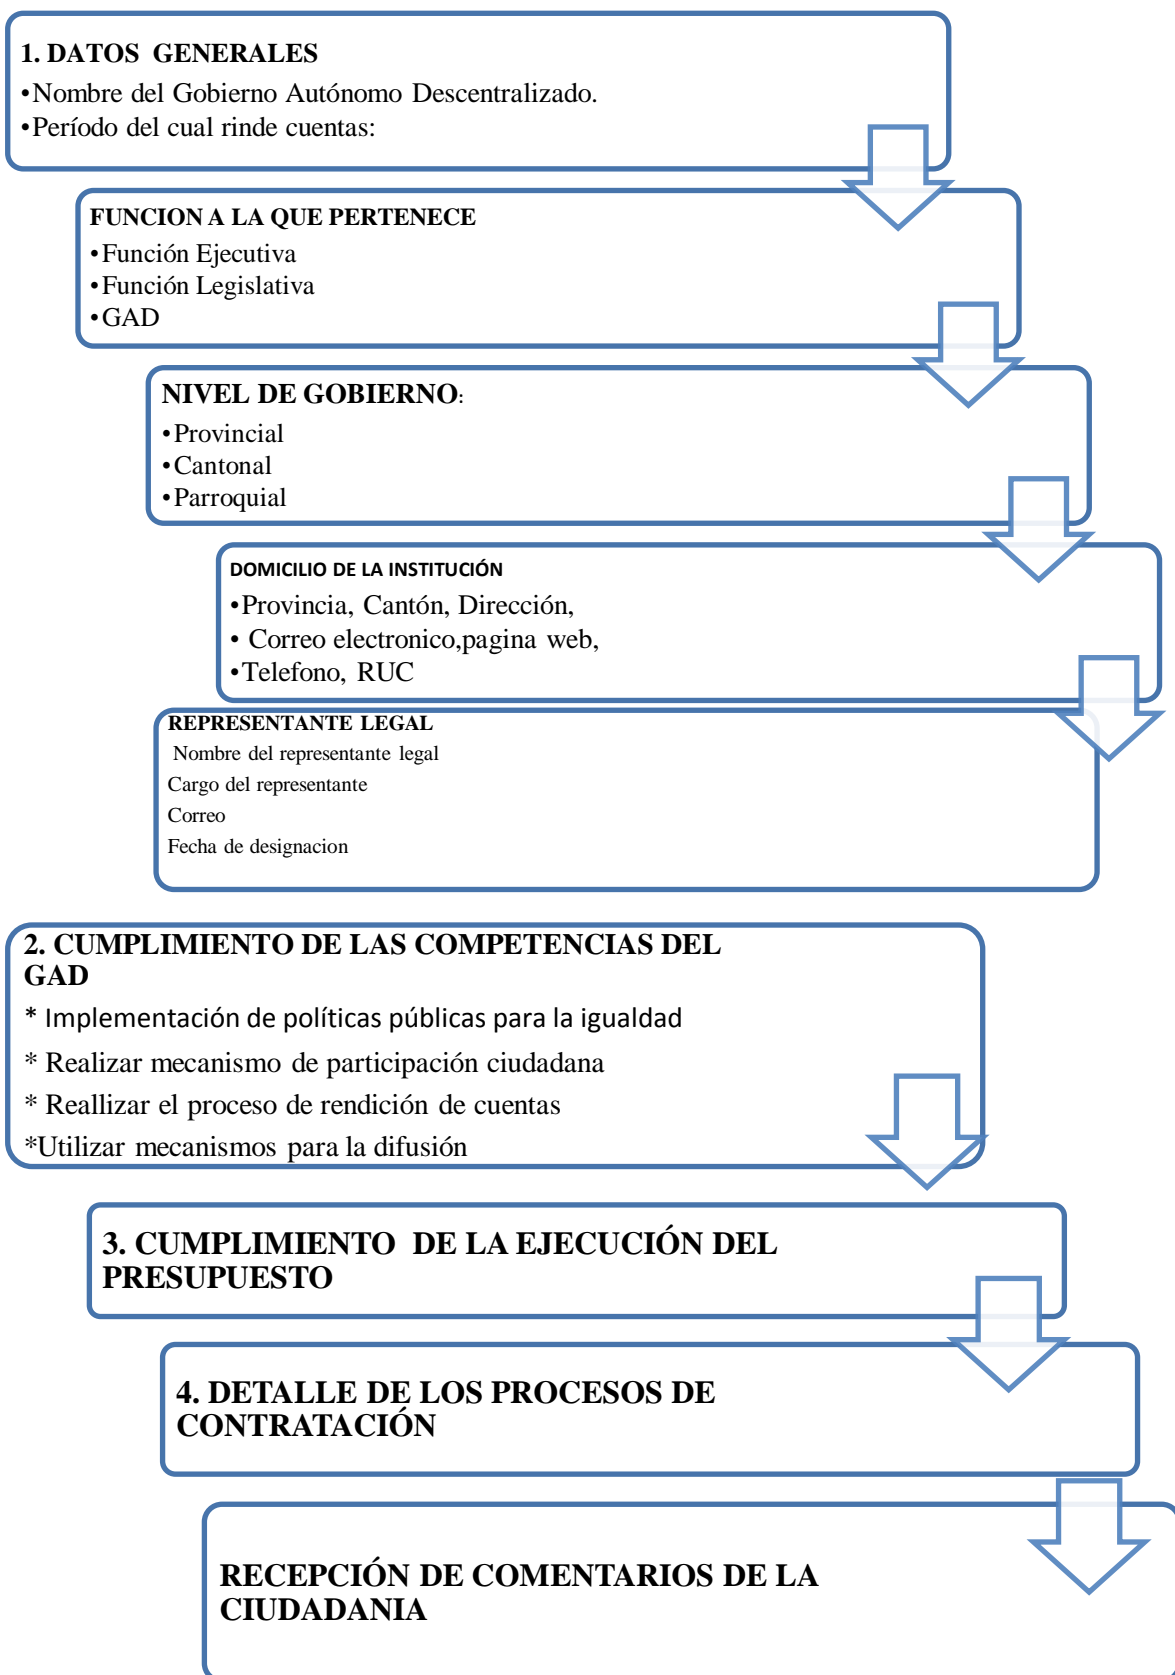 1. DATOS GENERALES
•Nombre del Gobierno Autónomo Descentralizado.
•Período del cual rinde cuentas:
FUNCION A LA QUE PERTENECE
•Función Ejecutiva
•Función Legislativa
•GAD
NIVEL DE GOBIERNO:
•Provincial
•Cantonal
•Parroquial
DOMICILIO DE LA INSTITUCIÓN
•Provincia, Cantón, Dirección,
• Correo electronico,pagina web,
•Telefono, RUC
REPRESENTANTE LEGAL
Nombre del representante legal
Cargo del representante
Correo
Fecha de designacion
2. CUMPLIMIENTO DE LAS COMPETENCIAS DEL
GAD
* Implementación de políticas públicas para la igualdad
* Realizar mecanismo de participación ciudadana
* Reallizar el proceso de rendición de cuentas
*Utilizar mecanismos para la difusión
3. CUMPLIMIENTO DE LA EJECUCIÓN DEL
PRESUPUESTO
4. DETALLE DE LOS PROCESOS DE
CONTRATACIÓN
RECEPCIÓN DE COMENTARIOS DE LA
CIUDADANIA